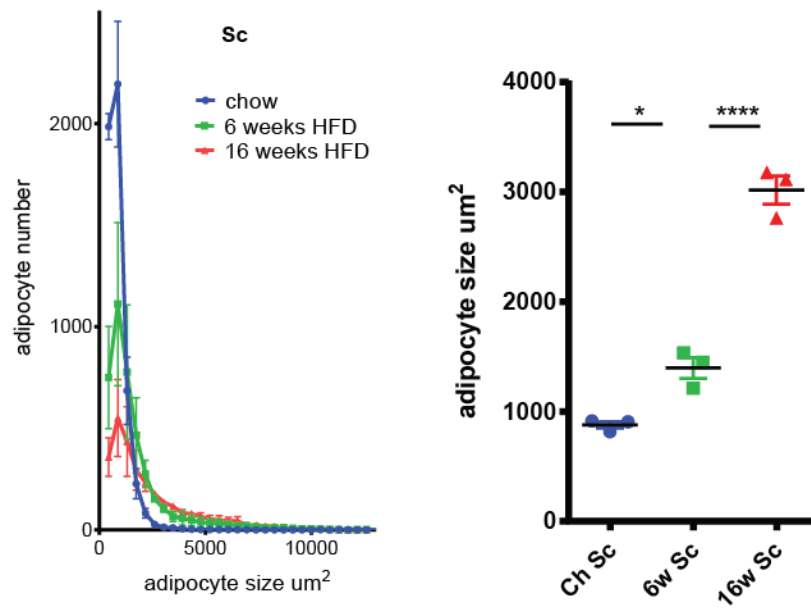 Sc
chow
6 weeks HFD
16 weeks HFD
adipocyte number
2000
1000
0
0
5000
10000
adipocyte size um²
adipocyte size um²
4000
3000
2000
1000
0
*
****
Ch Sc
6w Sc
16w Sc